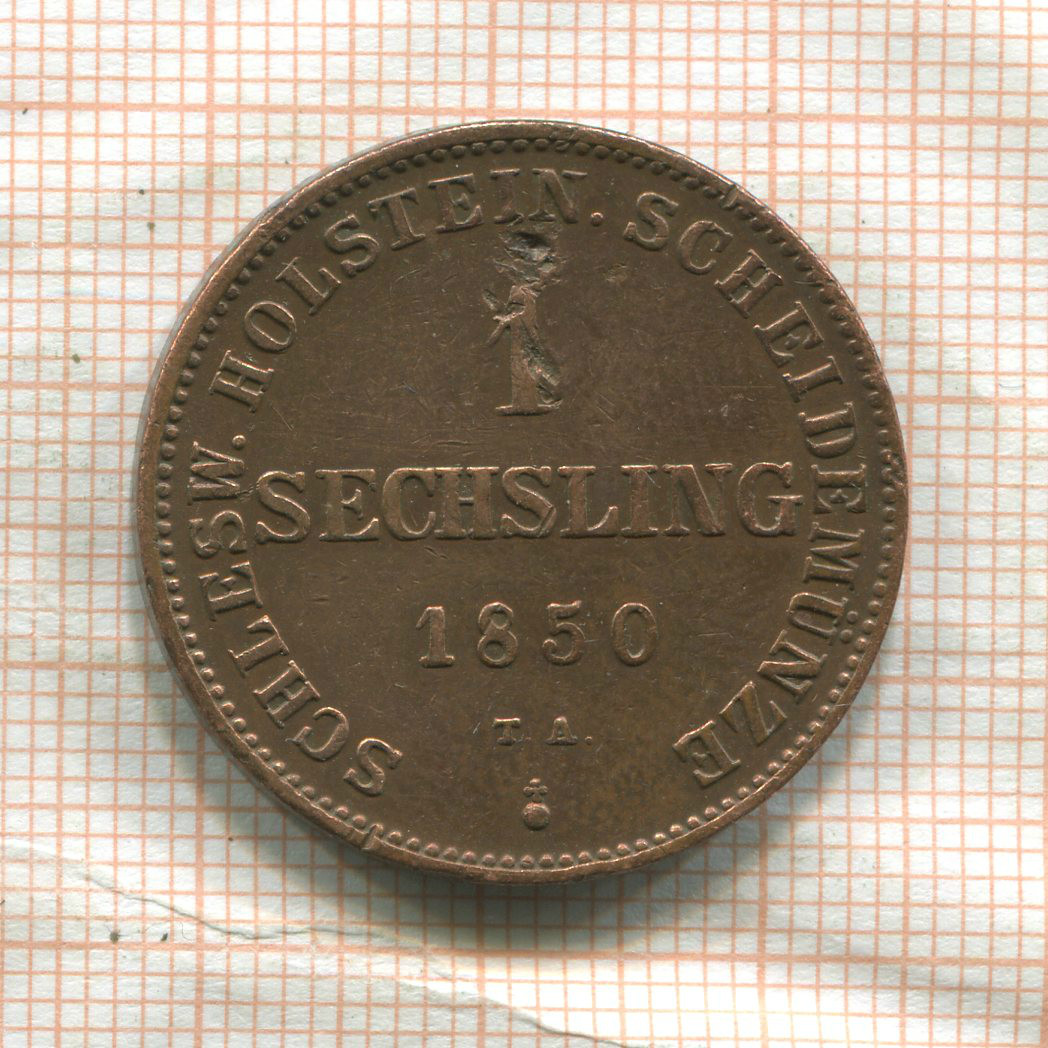 SCHLESW. HOLSTEIN. SCHEIDEMÜNZE
1
SECHSLING
1850
T. A.